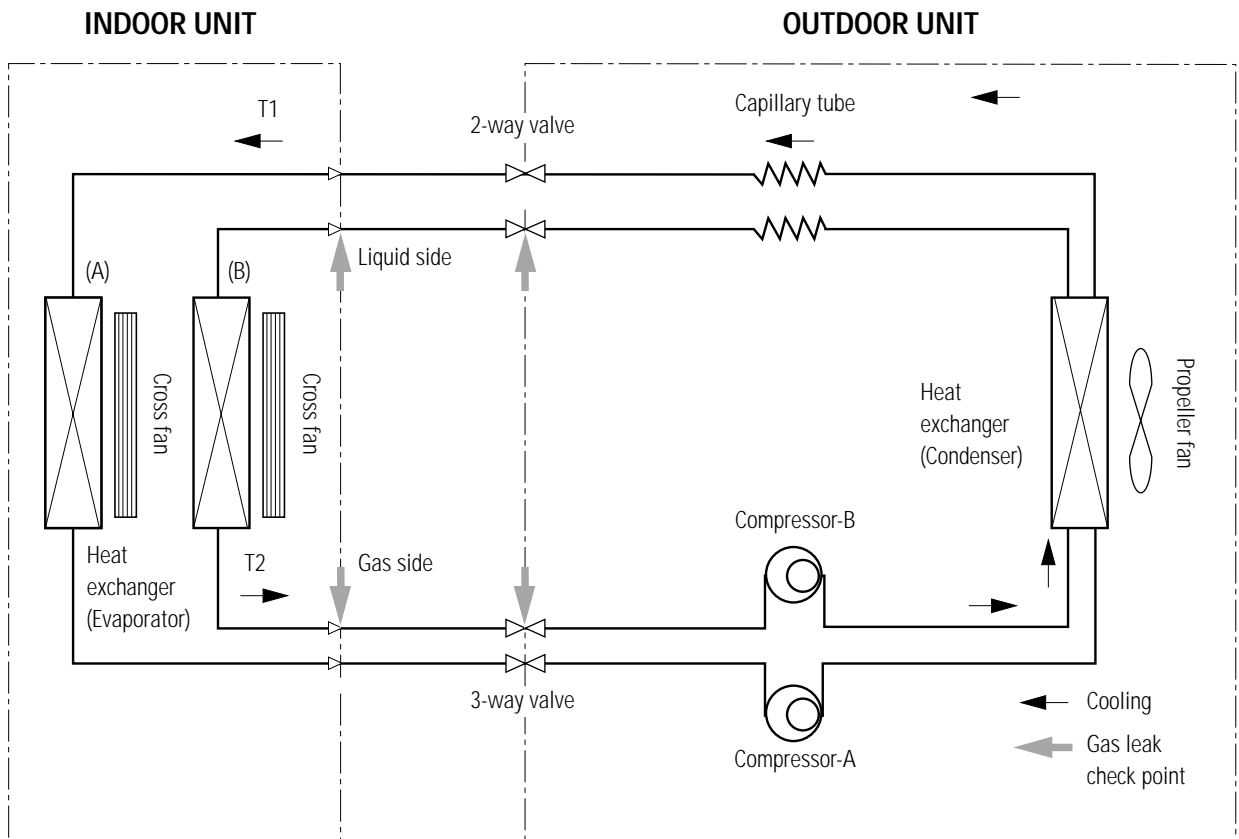 INDOOR UNIT
OUTDOOR UNIT
T1
2-way valve
Capillary tube
(A)
(B)
Liquid side
Cross fan
Cross fan
Heat
exchanger
(Condenser)
Propeller fan
Compressor-B
Heat
exchanger
(Evaporator)
T2
Gas side
3-way valve
Compressor-A
Cooling
Gas leak
check point